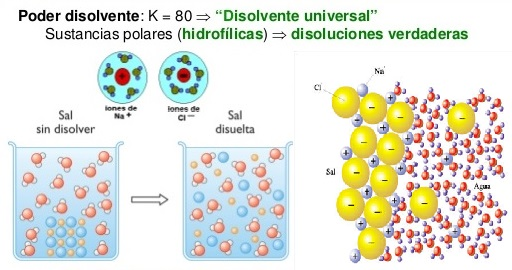 Poder disolvente: K = 80 ⇒ “Disolvente universal”
Sustancias polares (hidrofílicas) ⇒ disoluciones verdaderas
Iones de
Na +
Iones de
Cl −
Sal
sin disolver
Sal
disuelta
Na+
Cl
Sal
Agua